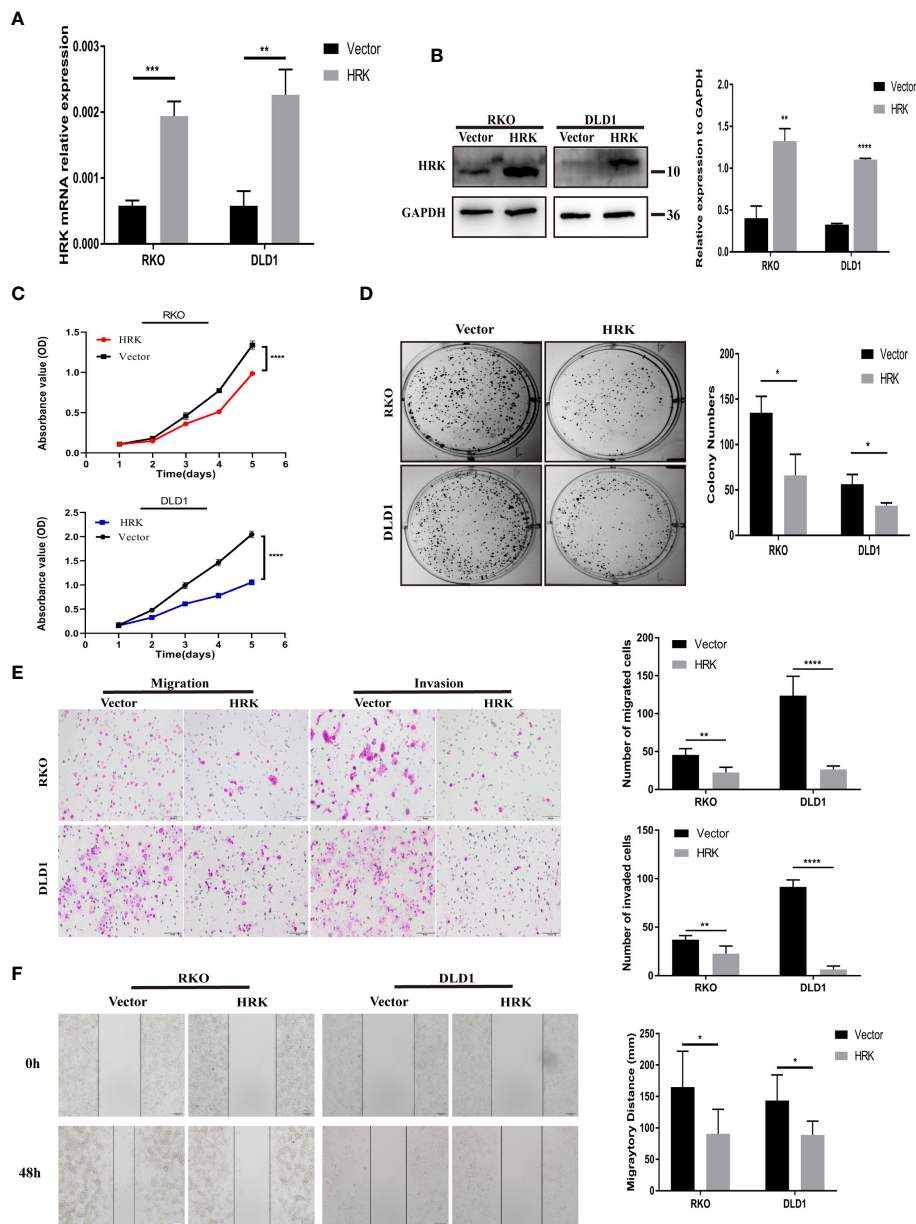 A
HRK mRNA relative expression
0.003
0.002
0.001
0.000
***
**
RKO
DLD1
Vector
HRK
B
RKO
DLD1
Vector HRK Vector HRK
HRK
10
GAPDH
36
Relative expression to GAPDH
1.5
1.0
0.5
0.0
**
****
RKO
DLD1
Vector
HRK
C
RKO
Absorbance value (OD)
1.5
1.0
0.5
0.0
HRK
Vector
****
0 1 2 3 4 5 6
Time(days)
DLD1
Absorbance value (OD)
2.5
2.0
1.5
1.0
0.5
0.0
HRK
Vector
****
0 1 2 3 4 5 6
Time(days)
D
Vector HRK
RKO
DLD1
Colony Numbers
200
150
100
50
0
*
*
RKO
DLD1
Vector
HRK
E
Migration Invasion
Vector HRK Vector HRK
RKO
DLD1
Number of migrated cells
200
150
100
50
0
**
****
RKO
DLD1
Vector
HRK
Number of invaded cells
150
100
50
0
**
****
RKO
DLD1
Vector
HRK
F
RKO DLD1
Vector HRK Vector HRK
0h
48h
Migraytory Distance (mm)
250
200
150
100
50
0
*
*
RKO
DLD1
Vector
HRK